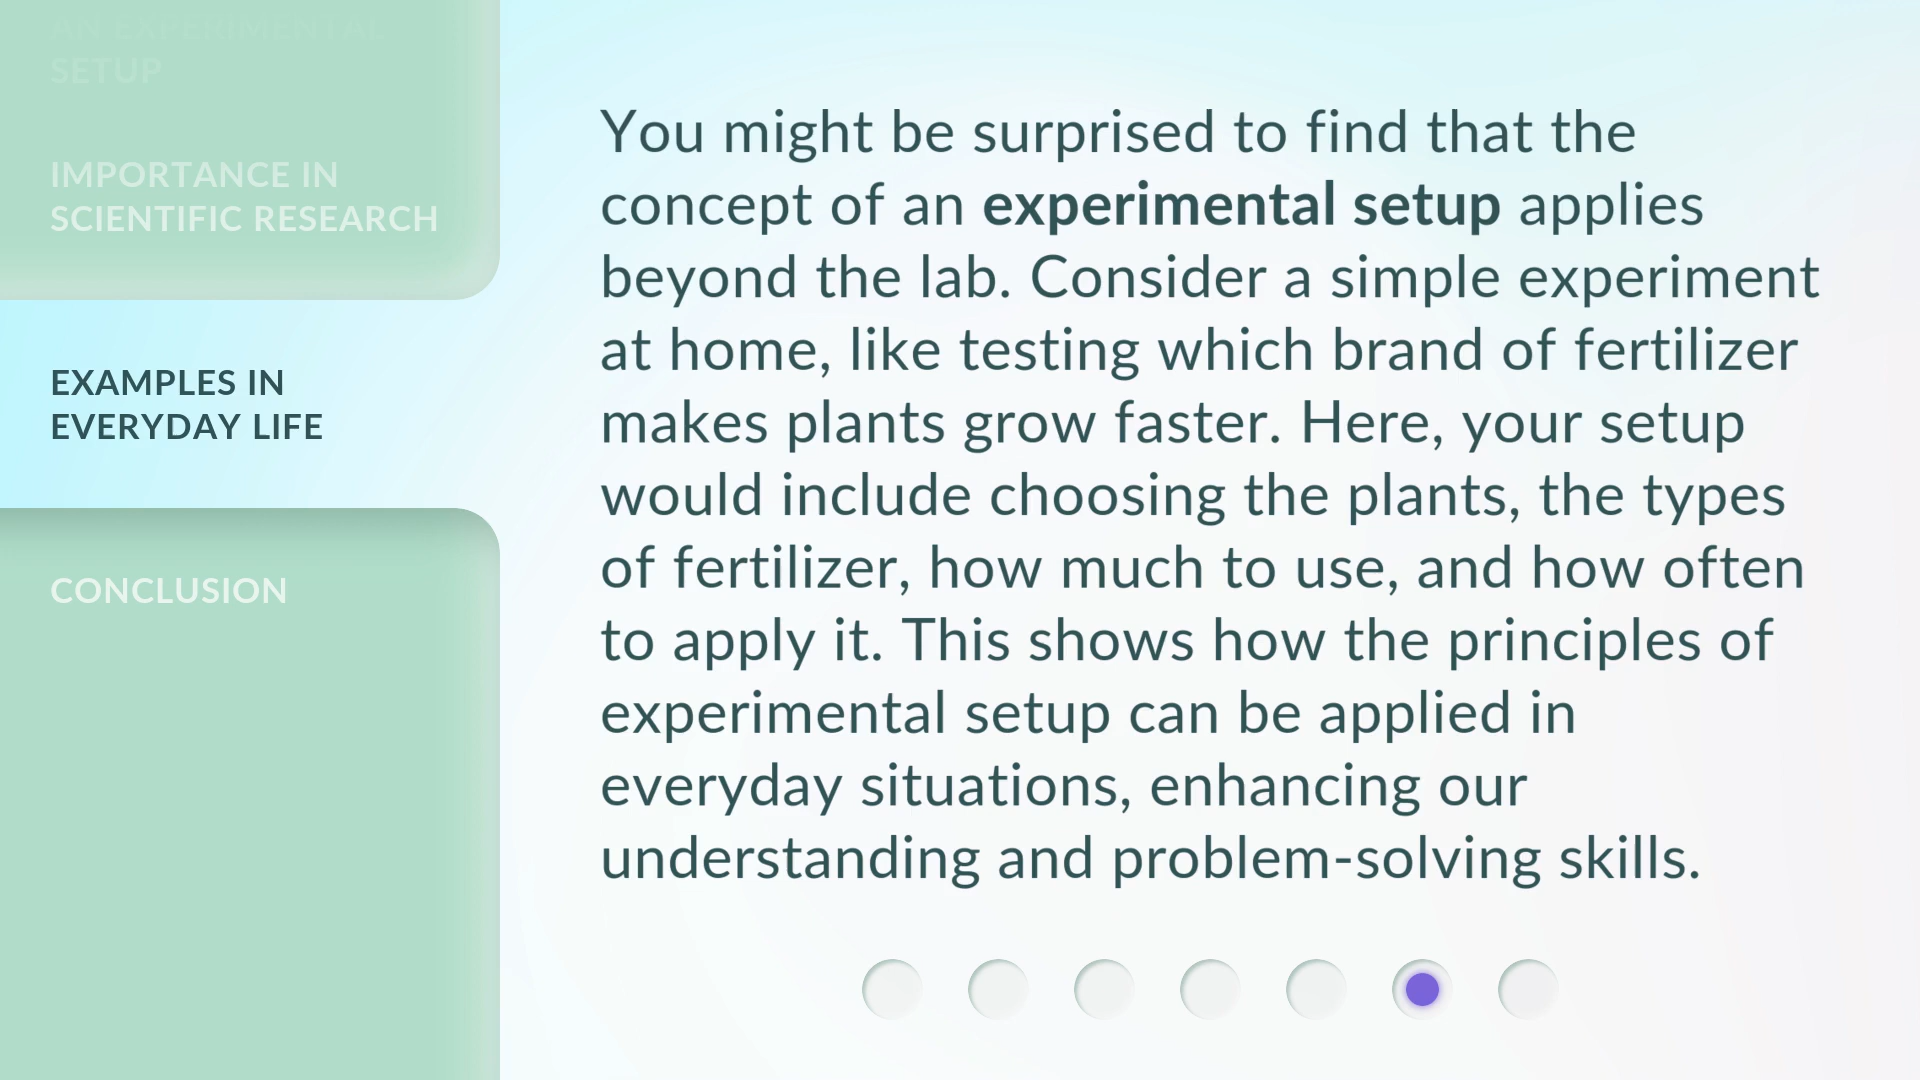 AN EXPERIMENTAL
SETUP
IMPORTANCE IN
SCIENTIFIC RESEARCH
EXAMPLES IN
EVERYDAY LIFE
CONCLUSION
You might be surprised to find that the
concept of an experimental setup applies
beyond the lab. Consider a simple experiment
at home, like testing which brand of fertilizer
makes plants grow faster. Here, your setup
would include choosing the plants, the types
of fertilizer, how much to use, and how often
to apply it. This shows how the principles of
experimental setup can be applied in
everyday situations, enhancing our
understanding and problem-solving skills.